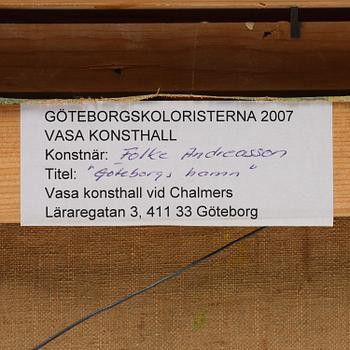 GÖTEBORGSKOLORISTERNA 2007
VASA KONSTHALL
Konstnär: Folke Andreasson
Titel: "Göteborgs hamn"
Vasa konsthall vid Chalmers
Läraregatan 3, 411 33 Göteborg